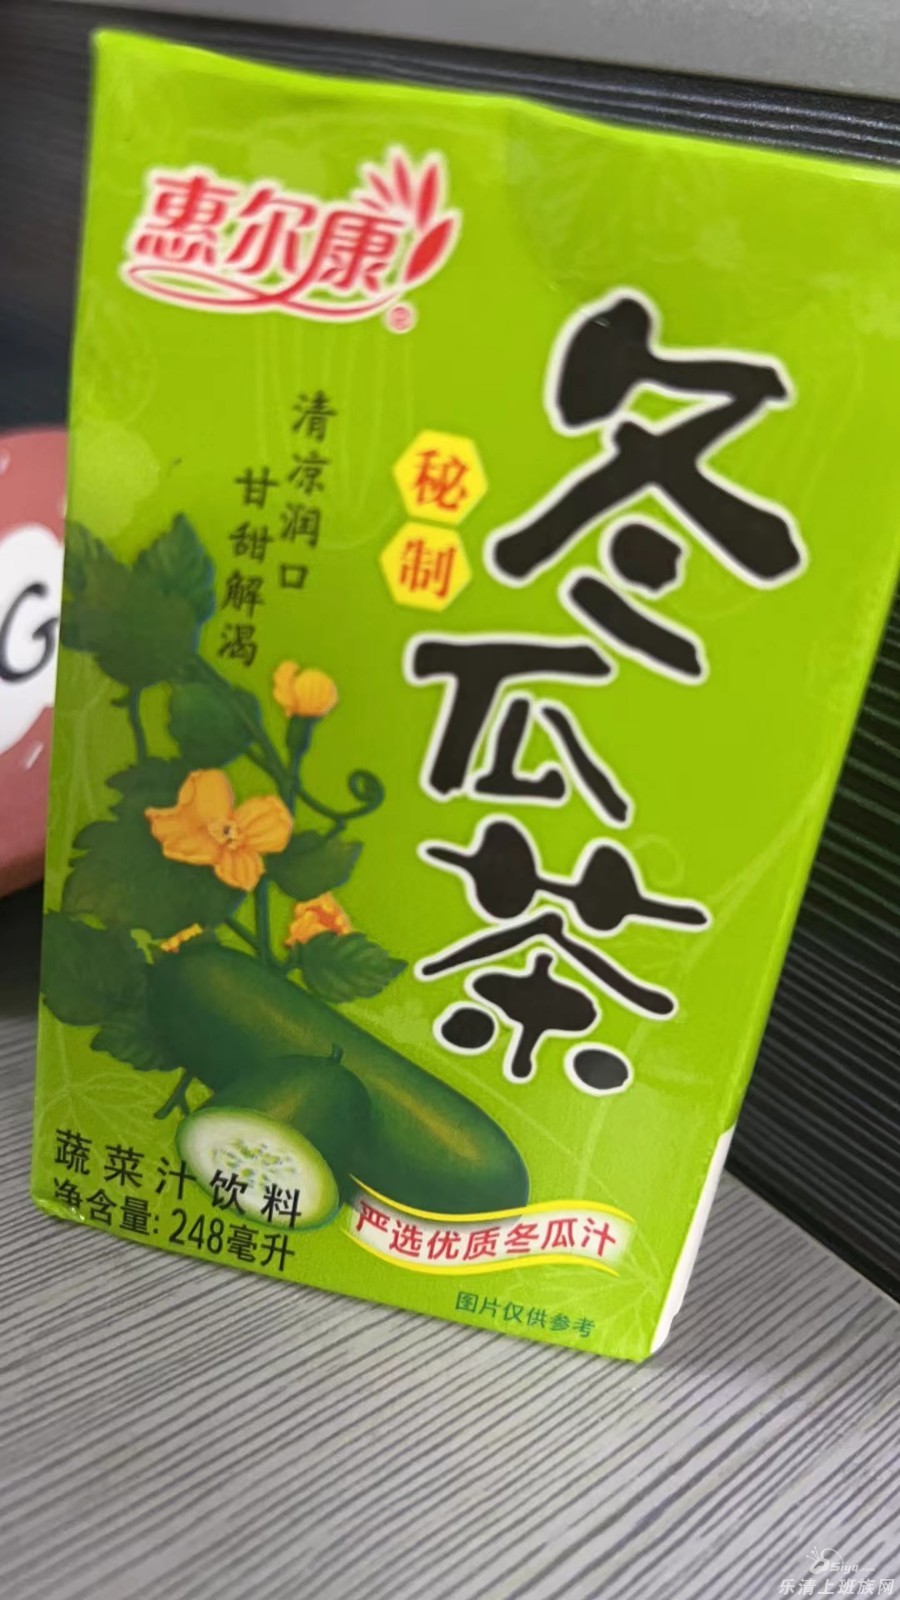 惠尔康
冬瓜茶
秘制
清凉润口
甘甜解渴
蔬菜汁饮料
净含量:248毫升
严选优质冬瓜汁
图片仅供参考
G
乐清上班族网